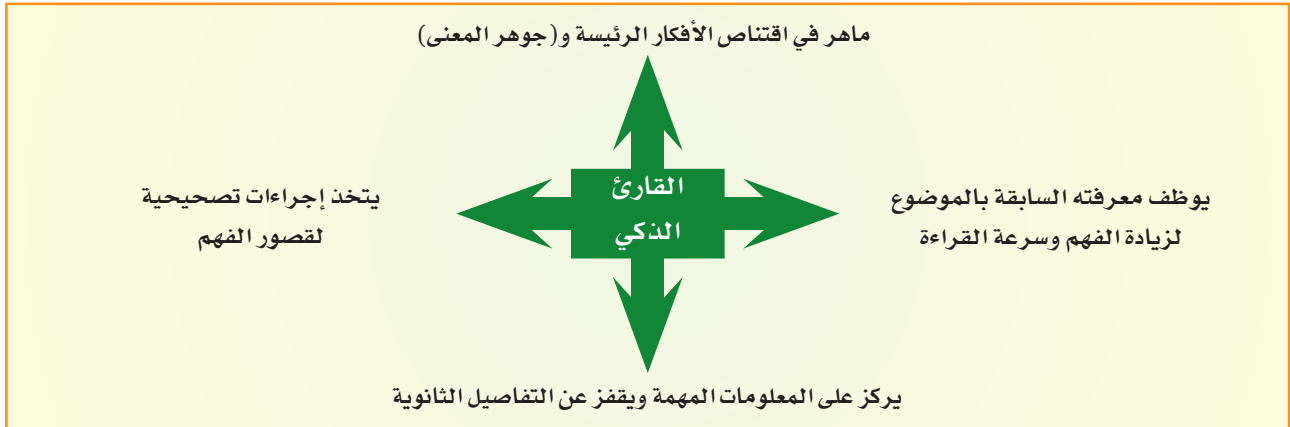 ماهر في اقتناص الأفكار الرئيسة و(جوهر المعنى)
القارئ
الذكي
يوظف معرفته السابقة بالموضوع
لزيادة الفهم وسرعة القراءة
يتخذ إجراءات تصحيحية
لقصور الفهم
يركز على المعلومات المهمة ويقفز عن التفاصيل الثانوية